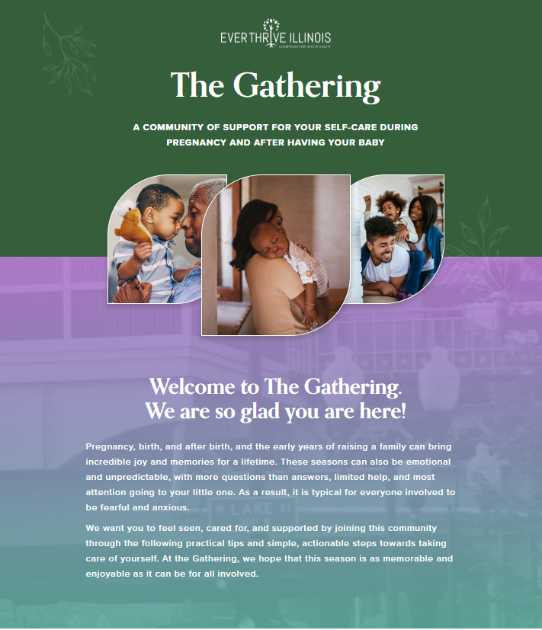 EVERTHRIVE ILLINOIS
The Gathering
A COMMUNITY OF SUPPORT FOR YOUR SELF-CARE DURING
PREGNANCY AND AFTER HAVING YOUR BABY
Welcome to The Gathering.
We are so glad you are here!
Pregnancy, birth, and after birth, and the early years of raising a family can bring
incredible joy and memories for a lifetime. These seasons can also be emotional
and unpredictable, with more questions than answers, limited help, and most
attention going to your little one. As a result, it is typical for everyone involved to
be fearful and anxious.
LAKE ST
We want you to feel seen, cared for, and supported by joining this community
through the following practical tips and simple, actionable steps towards taking
care of yourself. At the Gathering, we hope that this season is as memorable and
enjoyable as it can be for all involved.